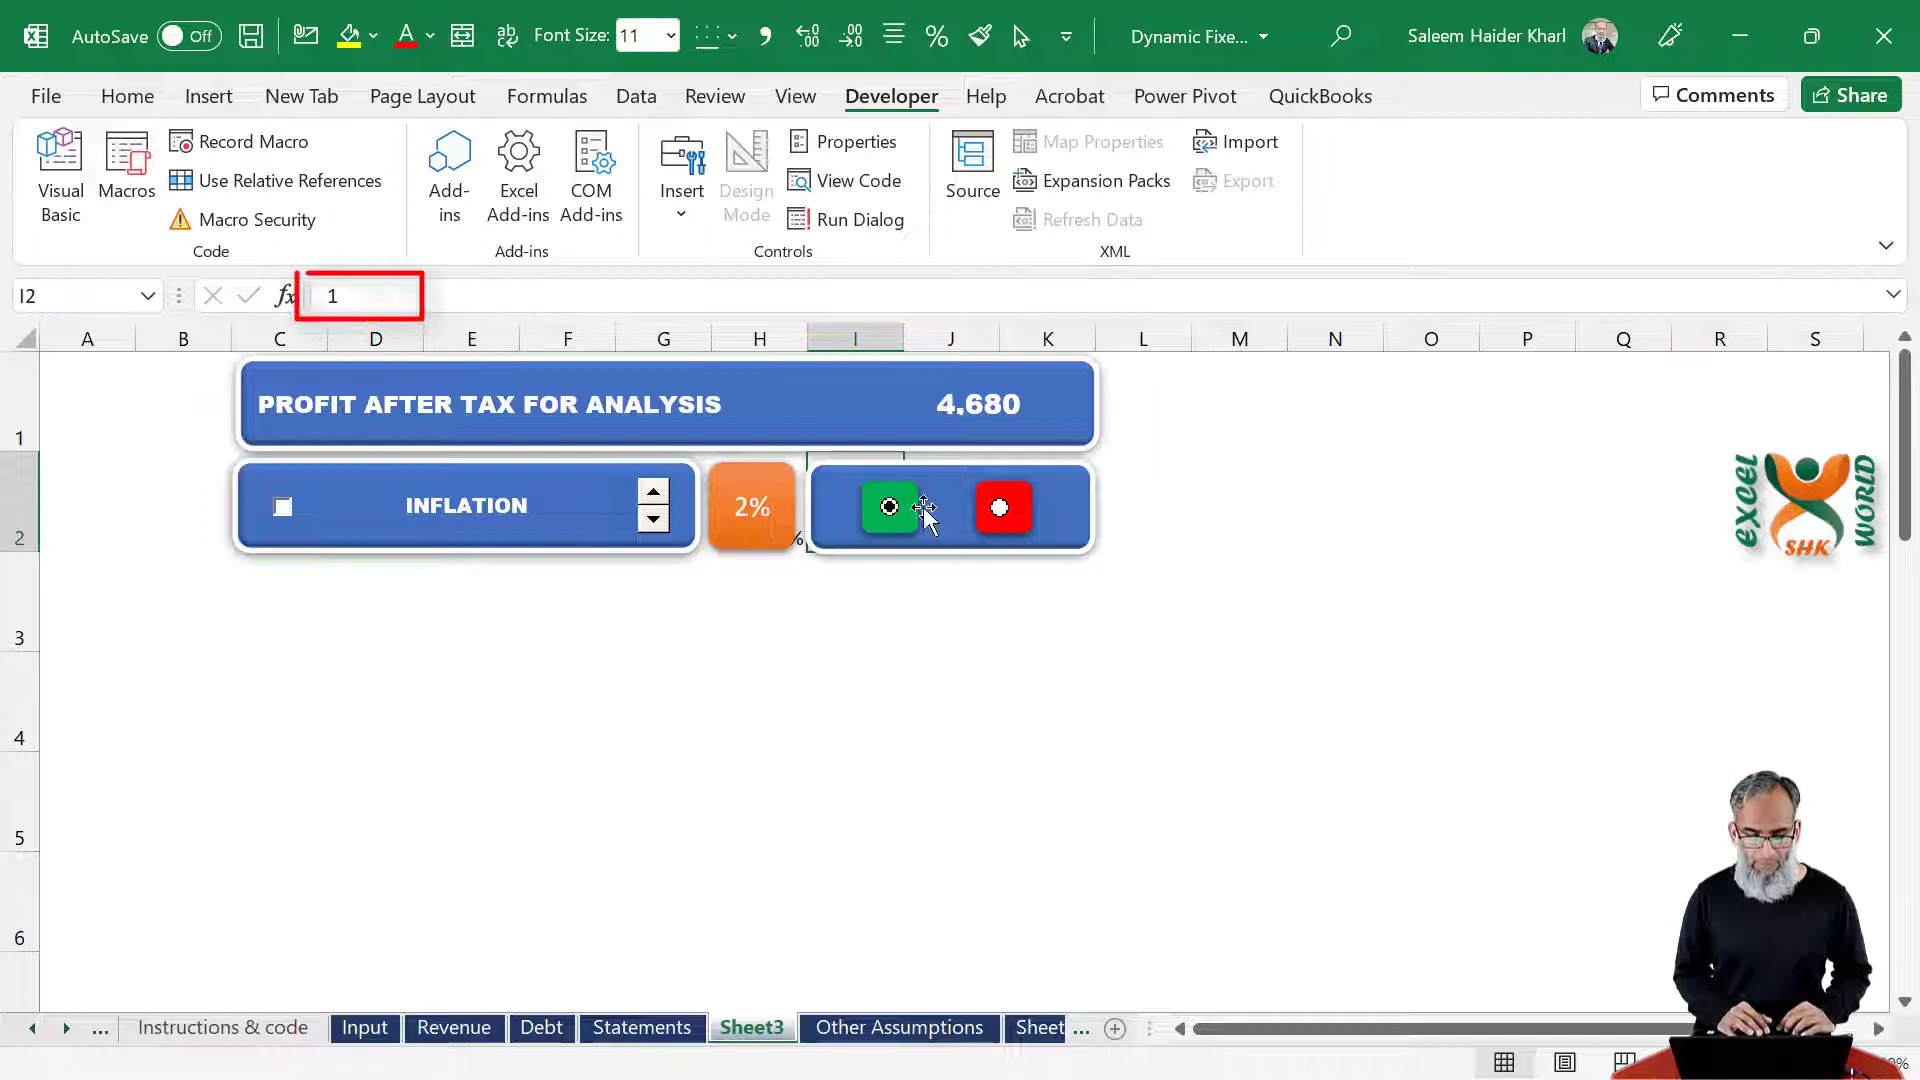 AutoSave Off Font Size: 11 Dynamic Fixe... Saleem Haider Kharl
File Home Insert New Tab Page Layout Formulas Data Review View Developer Help Acrobat Power Pivot QuickBooks Comments Share
Visual Basic
Macros
Record Macro
Use Relative References
Macro Security
Code
Add-ins
Excel Add-ins
COM Add-ins
Add-ins
Insert
Design Mode
Properties
View Code
Run Dialog
Controls
Source
Map Properties
Expansion Packs
Refresh Data
Import
Export
XML
I2 fx 1
A B C D E F G H I J K L M N O P Q R S
PROFIT AFTER TAX FOR ANALYSIS 4,680
1
INFLATION 2% %
2
EXCEL WORLD
SHK
3
4
5
6
... Instructions & code Input Revenue Debt Statements Sheet3 Other Assumptions Sheet ...